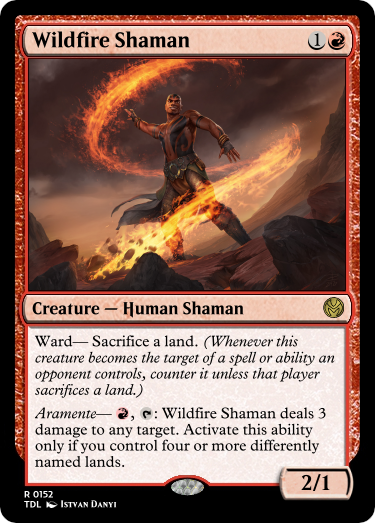 Wildfire Shaman 1
Creature — Human Shaman
Ward— Sacrifice a land. (Whenever this
creature becomes the target of a spell or ability an
opponent controls, counter it unless that player
sacrifices a land.)
Aramente— , : Wildfire Shaman deals 3
damage to any target. Activate this ability
only if you control four or more differently
named lands.
2/1
R 0152
TDL Istvan Danyi